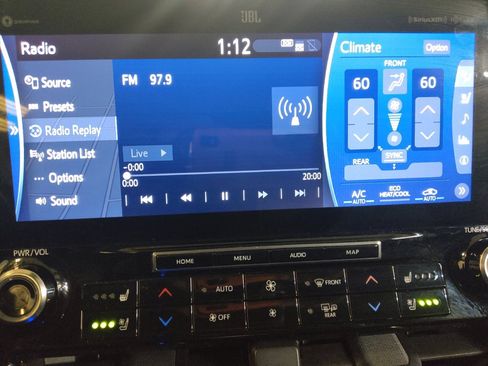 GRACENOTE
JBL
SiriusXM
Radio
1:12
Climate
Option
Source
FM 97.9
FRONT
60
60
Presets
Radio Replay
Station List
Live
SYNC
-0:00
REAR
Options
0:00
20:00
A/C
AUTO
ECO
HEAT/COOL
AUTO
Sound
PWR/VOL
HOME
MENU
AUDIO
MAP
AUTO
FRONT
OFF
REAR